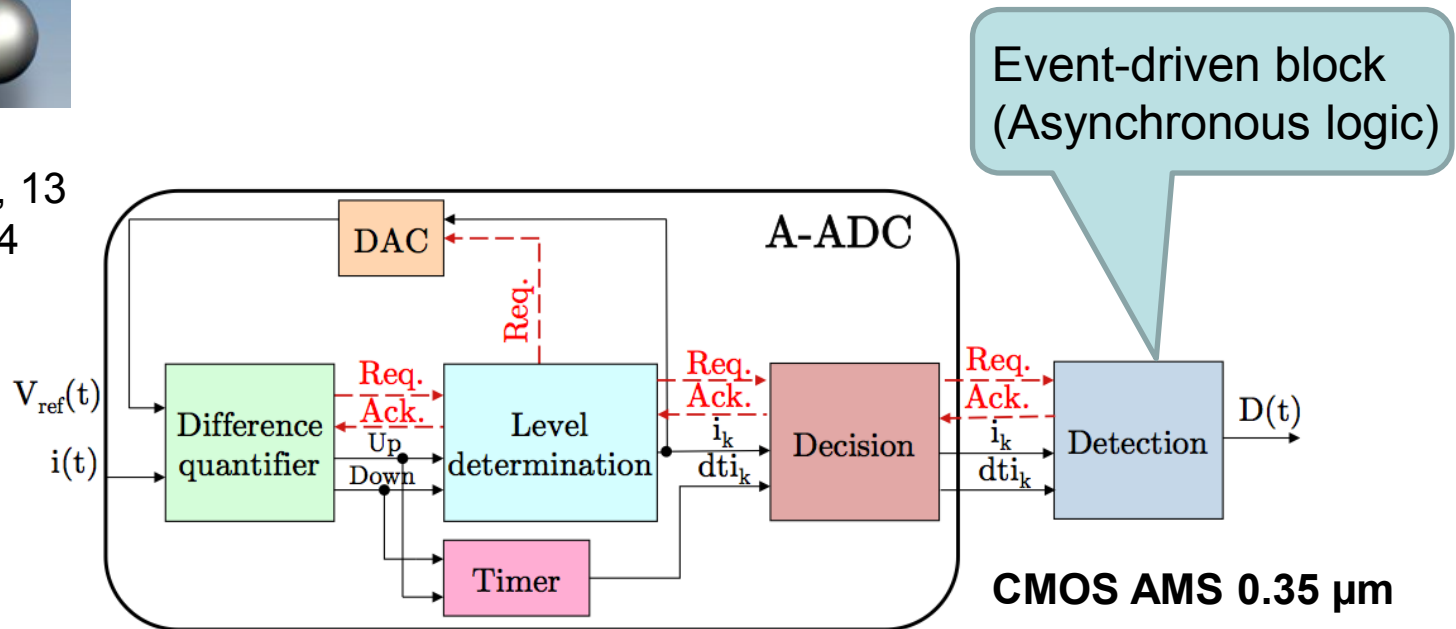 Event-driven block
(Asynchronous logic)
, 13
4
DAC
A-ADC
Req.
V_ref(t)
i(t)
Difference
quantifier
Req.
Ack.
Up
Down
Level
determination
Req.
Ack.
i_k
dti_k
Decision
Req.
Ack.
i_k
dti_k
Detection
D(t)
Timer
CMOS AMS 0.35 µm